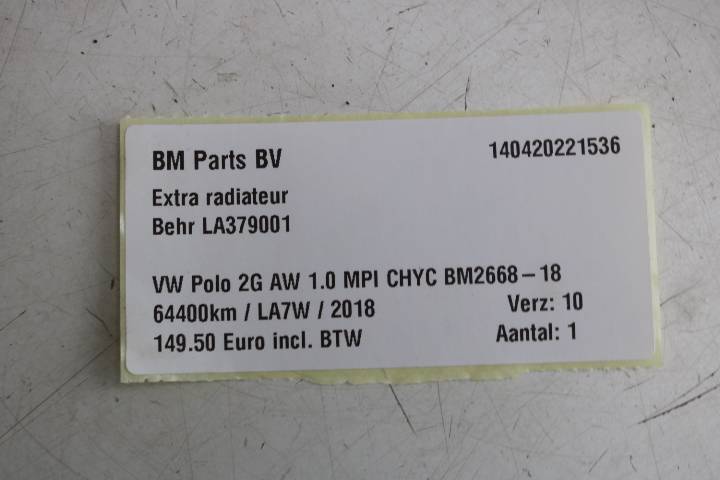 BM Parts BV 140420221536
Extra radiateur
Behr LA379001
VW Polo 2G AW 1.0 MPI CHYC BM2668-18
64400km / LA7W / 2018 Verz: 10
149.50 Euro incl. BTW Aantal: 1